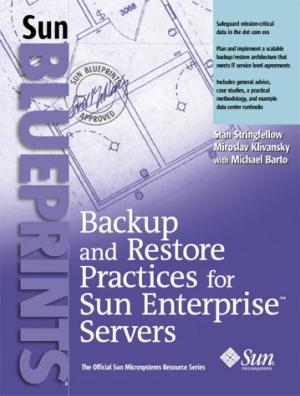 Sun
BLUEPRINTS
Safeguard mission-critical
data in the dot com era
Plan and implement a scalable
backup/restore architecture that
meets IT service level agreements
Includes general advice,
case studies, a practical
methodology, and example
data center runbooks
SUN BLUEPRINTS
APPROVED
Stan Stringfellow
Miroslav Klivansky
with Michael Barto
Backup
and Restore
Practices for
Sun Enterprise™
Servers
The Official Sun Microsystems Resource Series
Sun
microsystems